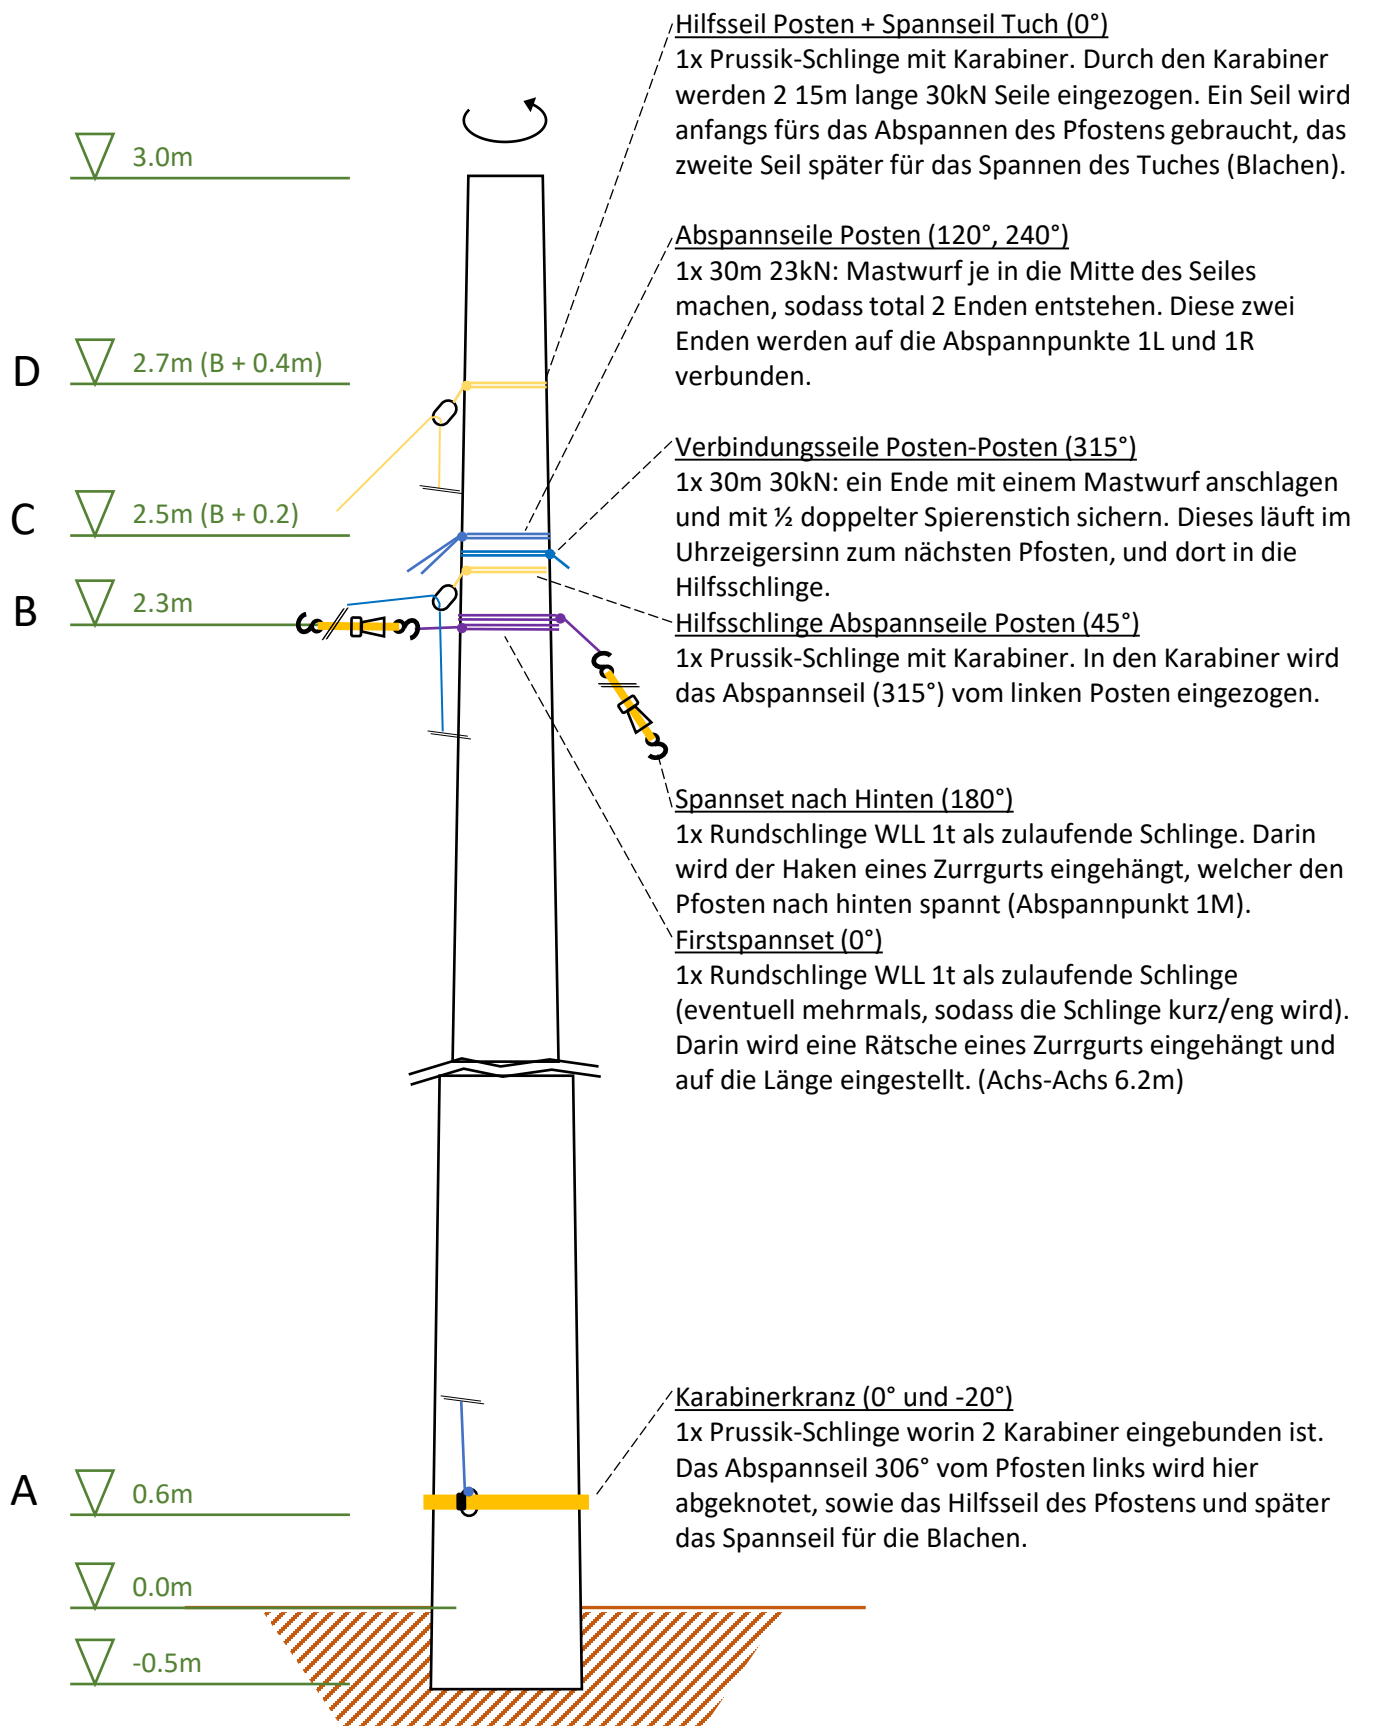 Hilfsseil Posten + Spannseil Tuch (0°)
1x Prussik-Schlinge mit Karabiner. Durch den Karabiner
werden 2 15m lange 30kN Seile eingezogen. Ein Seil wird
anfangs fürs das Abspannen des Pfostens gebraucht, das
zweite Seil später für das Spannen des Tuches (Blachen).
3.0m
Abspannseile Posten (120°, 240°)
1x 30m 23kN: Mastwurf je in die Mitte des Seiles
machen, sodass total 2 Enden entstehen. Diese zwei
Enden werden auf die Abspannpunkte 1L und 1R
verbunden.
D
2.7m (B + 0.4m)
Verbindungsseile Posten-Posten (315°)
1x 30m 30kN: ein Ende mit einem Mastwurf anschlagen
und mit ½ doppelter Spierenstich sichern. Dieses läuft im
Uhrzeigersinn zum nächsten Pfosten, und dort in die
Hilfsschlinge.
C
2.5m (B + 0.2)
B
2.3m
Hilfsschlinge Abspannseile Posten (45°)
1x Prussik-Schlinge mit Karabiner. In den Karabiner wird
das Abspannseil (315°) vom linken Posten eingezogen.
Spannset nach Hinten (180°)
1x Rundschlinge WLL 1t als zulaufende Schlinge. Darin
wird der Haken eines Zurrgurts eingehängt, welcher den
Pfosten nach hinten spannt (Abspannpunkt 1M).
Firstspannset (0°)
1x Rundschlinge WLL 1t als zulaufende Schlinge
(eventuell mehrmals, sodass die Schlinge kurz/eng wird).
Darin wird eine Rätsche eines Zurrgurts eingehängt und
auf die Länge eingestellt. (Achs-Achs 6.2m)
Karabinerkranz (0° und -20°)
1x Prussik-Schlinge worin 2 Karabiner eingebunden ist.
Das Abspannseil 306° vom Pfosten links wird hier
abgeknotet, sowie das Hilfsseil des Pfostens und später
das Spannseil für die Blachen.
A
0.6m
0.0m
-0.5m